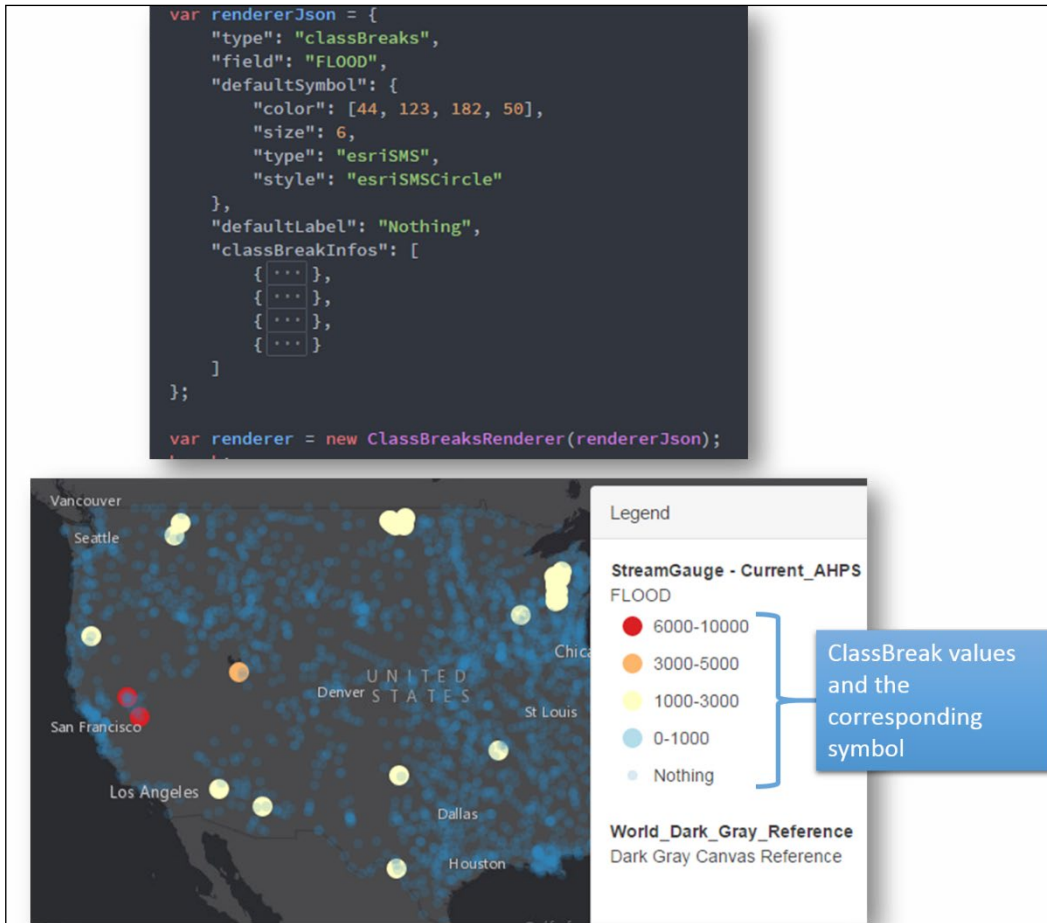 var rendererJson = {
"type": "classBreaks",
"field": "FLOOD",
"defaultSymbol": {
"color": [44, 123, 182, 50],
"size": 6,
"type": "esriSMS",
"style": "esriSMSCircle"
},
"defaultLabel": "Nothing",
"classBreakInfos": [
{ ··· },
{ ··· },
{ ··· },
{ ··· }
]
};
var renderer = new ClassBreaksRenderer(rendererJson);
Vancouver
Seattle
Chica
UNITED
Denver STATES
St Louis
San Francisco
Los Angeles
Dallas
Houston
Legend
StreamGauge - Current_AHPS
FLOOD
6000-10000
3000-5000
1000-3000
0-1000
Nothing
World_Dark_Gray_Reference
Dark Gray Canvas Reference
ClassBreak values
and the
corresponding
symbol